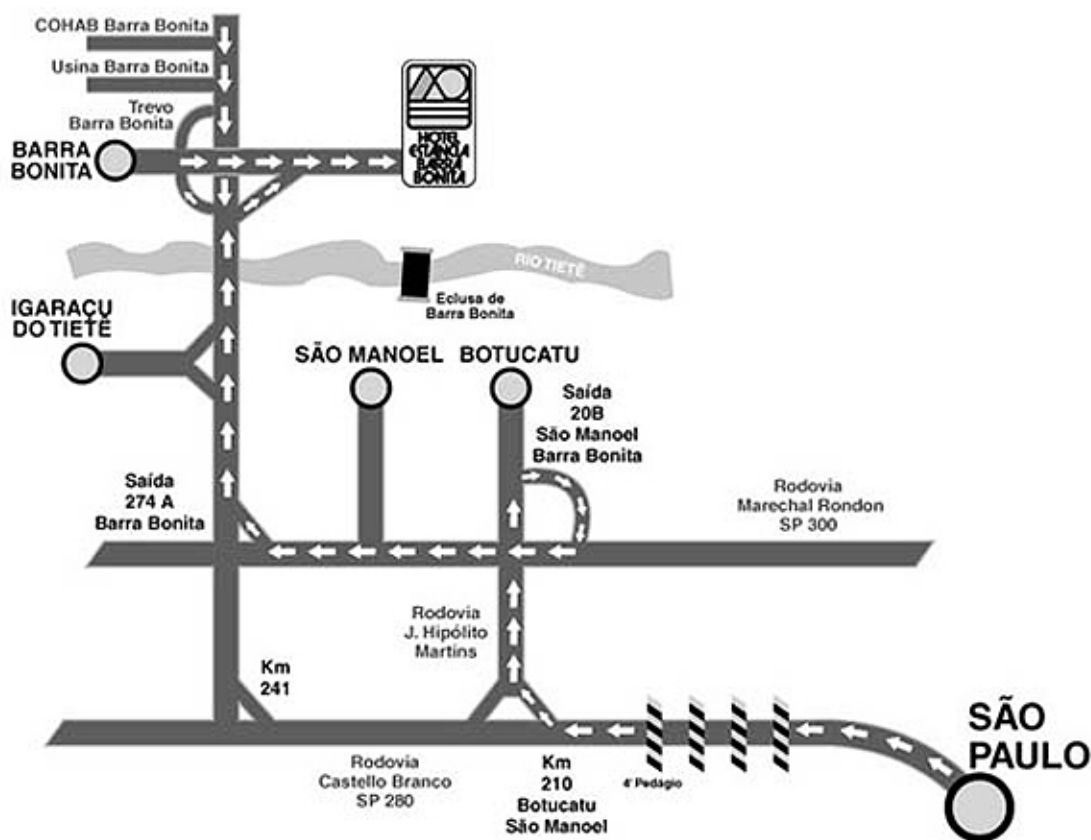 COHAB Barra Bonita
Usina Barra Bonita
Trevo
Barra Bonita
BARRA
BONITA
HOTEL
ESTÂNCIA
BARRA
BONITA
RIO TIETÊ
Eclusa de
Barra Bonita
IGARAÇU
DO TIETÊ
SÃO MANOEL
BOTUCATU
Saída
20B
São Manoel
Barra Bonita
Saída
274 A
Barra Bonita
Rodovia
Marechal Rondon
SP 300
Rodovia
J. Hipólito
Martins
Km
241
SÃO
PAULO
Rodovia
Castello Branco
SP 280
Km
210
Botucatu
São Manoel
4º Pedágio